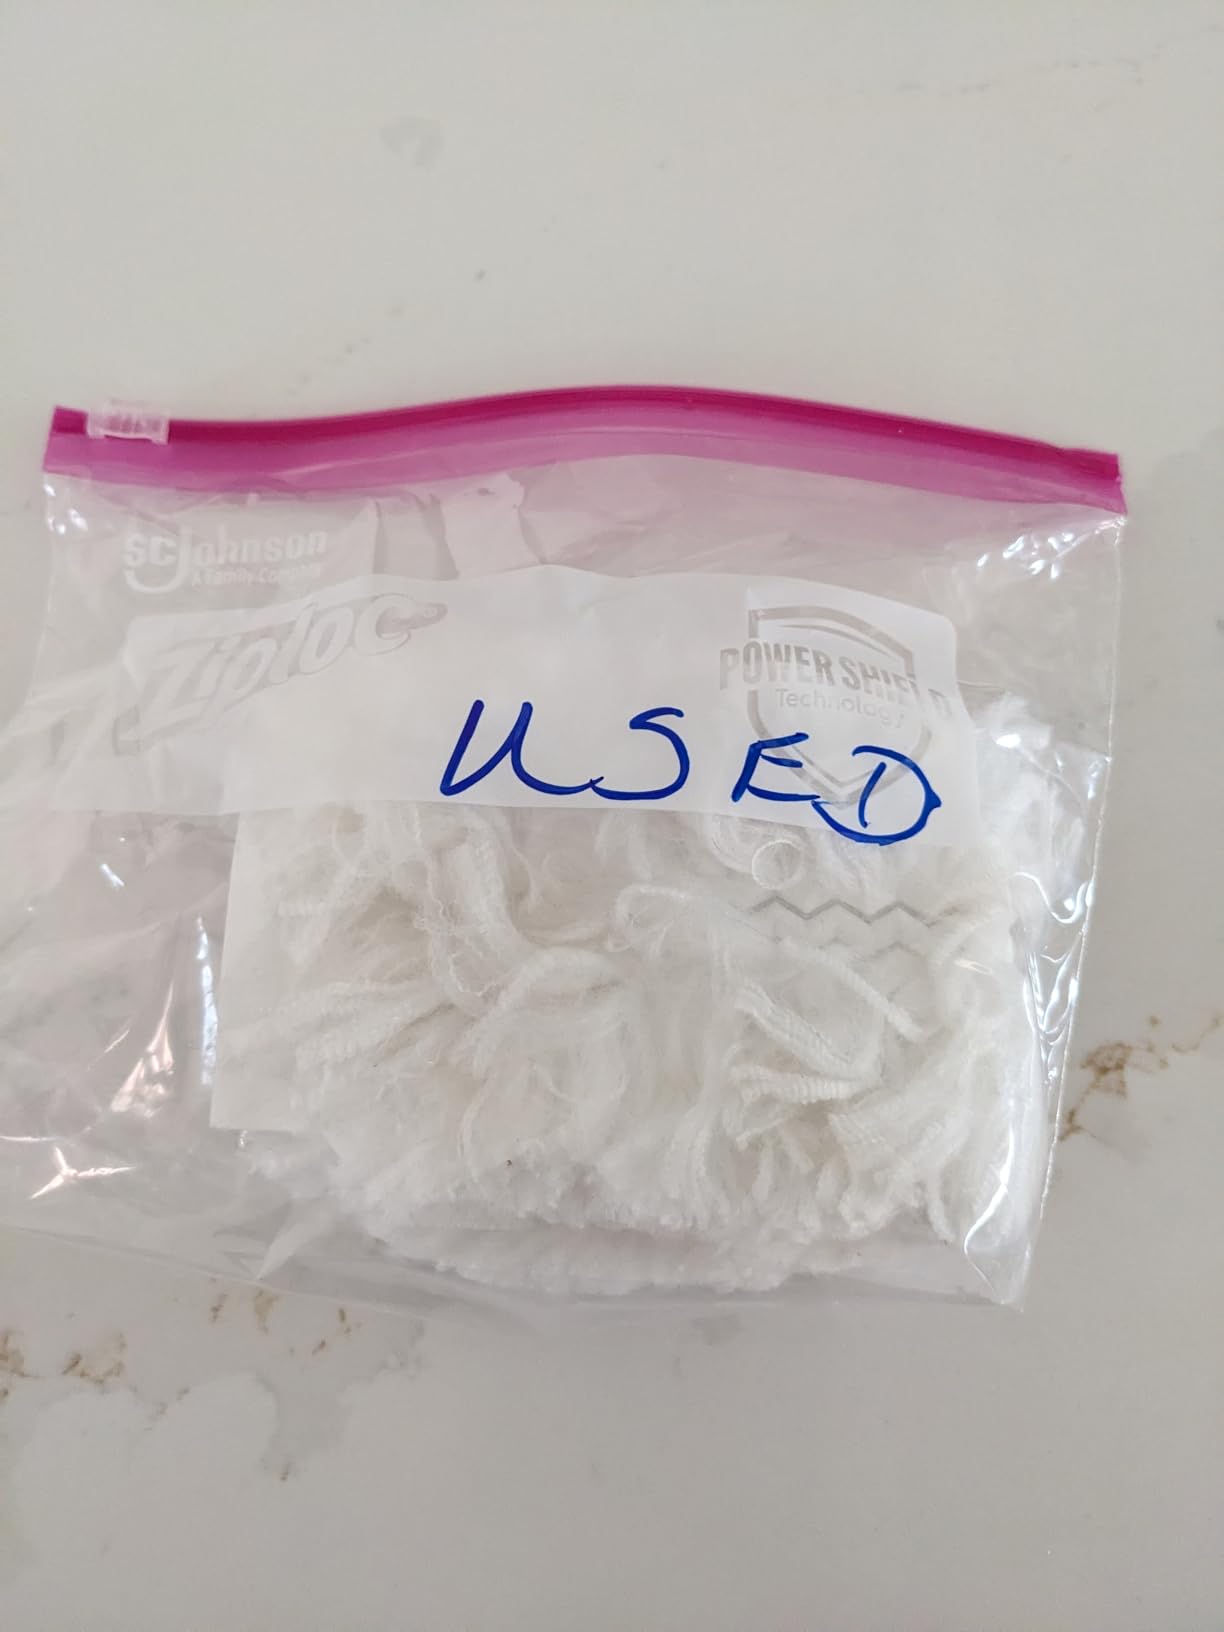 SC Johnson
A Family Company
Ziploc®
POWER SHIELD
Technology
USED